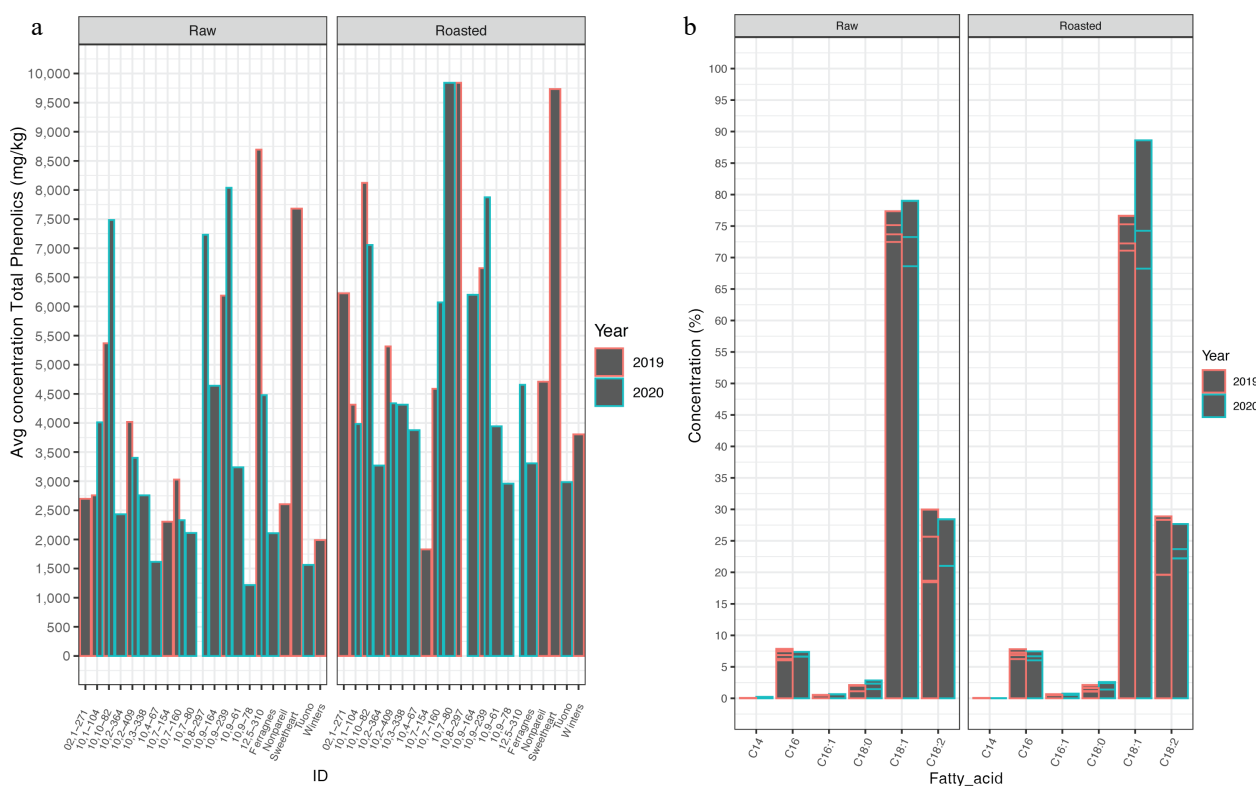 a
Raw
Roasted
Avg concentration Total Phenolics (mg/kg)
10,000
9,500
9,000
8,500
8,000
7,500
7,000
6,500
6,000
5,500
5,000
4,500
4,000
3,500
3,000
2,500
2,000
1,500
1,000
500
0
02.1−271
10.1−104
10.10−82
10.2−364
10.2−409
10.3−338
10.4−67
10.7−154
10.7−160
10.7−80
10.8−297
10.9−164
10.9−239
10.9−61
10.9−78
12.5−310
Ferragnes
Nonpareil
Sweetheart
Tuono
Winters
02.1−271
10.1−104
10.10−82
10.2−364
10.2−409
10.3−338
10.4−67
10.7−154
10.7−160
10.7−80
10.8−297
10.9−164
10.9−239
10.9−61
10.9−78
12.5−310
Ferragnes
Nonpareil
Sweetheart
Tuono
Winters
ID
Year
2019
2020
b
Raw
Roasted
Concentration (%)
100
95
90
85
80
75
70
65
60
55
50
45
40
35
30
25
20
15
10
5
0
C14
C16
C16:1
C18:0
C18:1
C18:2
C14
C16
C16:1
C18:0
C18:1
C18:2
Fatty_acid
Year
2019
2020